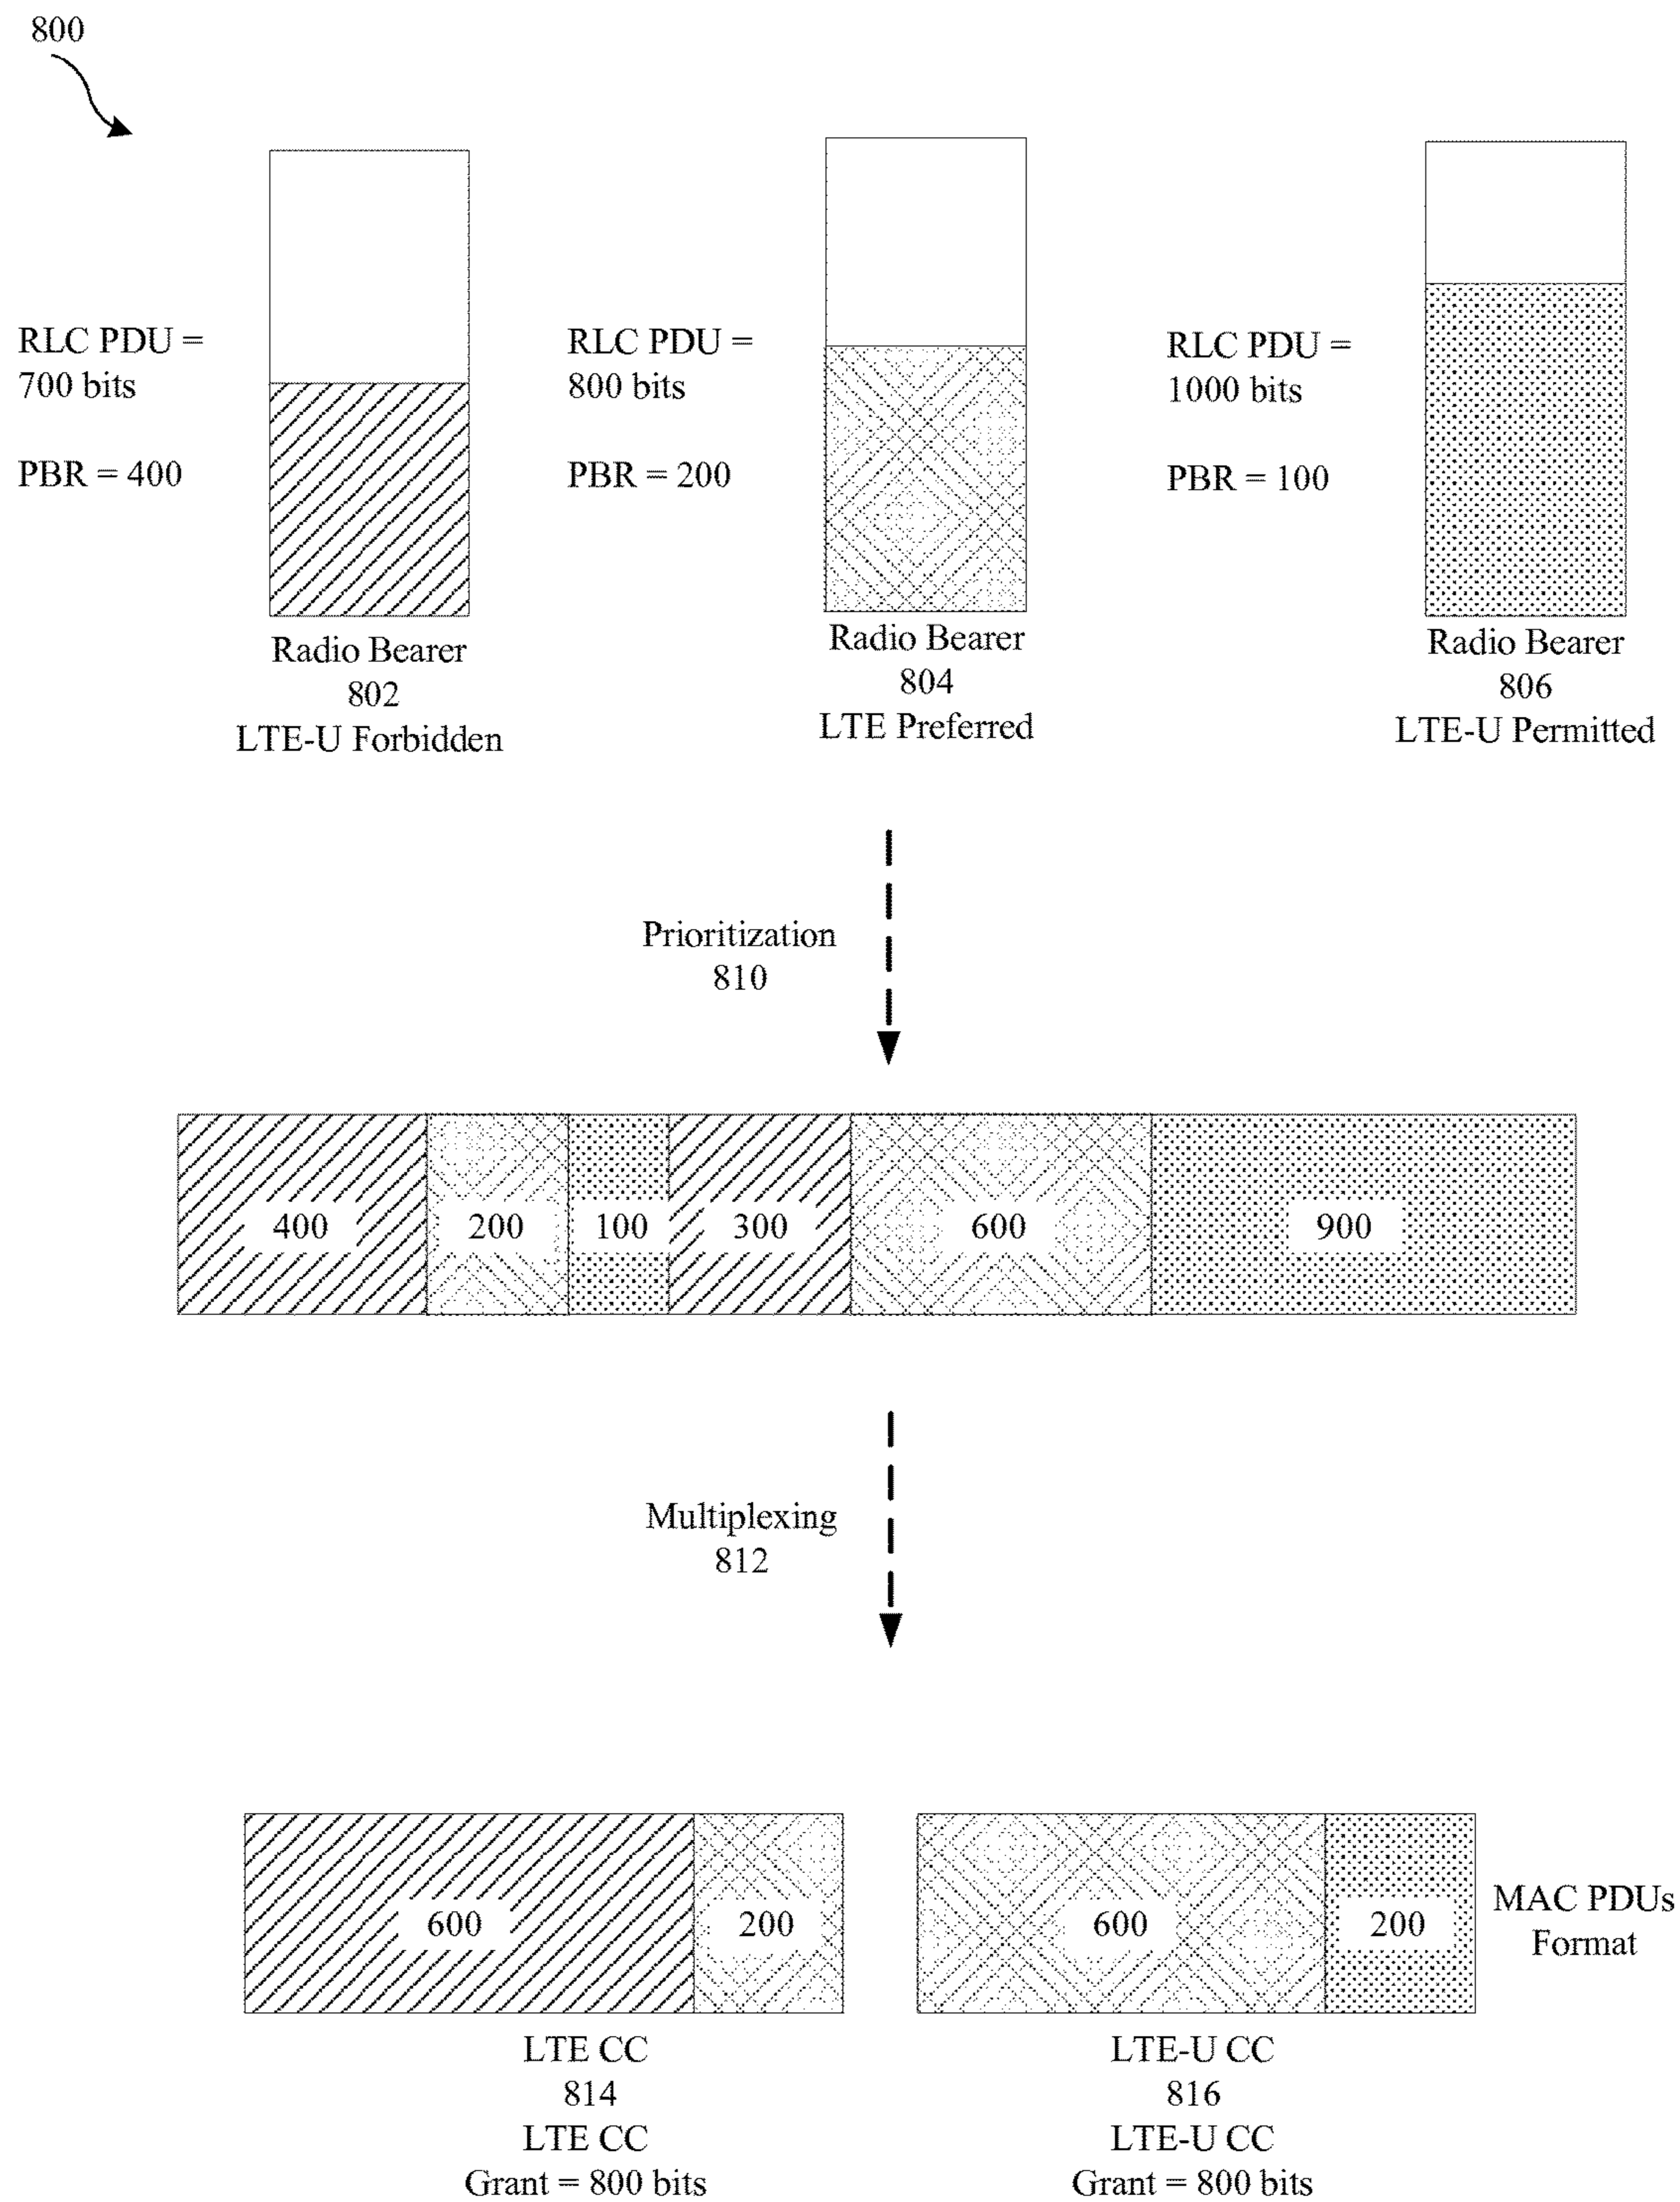 800
RLC PDU =
700 bits
PBR = 400
RLC PDU =
800 bits
PBR = 200
RLC PDU =
1000 bits
PBR = 100
Radio Bearer
802
LTE-U Forbidden
Radio Bearer
804
LTE Preferred
Radio Bearer
806
LTE-U Permitted
Prioritization
810
400
200
100
300
600
900
Multiplexing
812
600
200
600
200
MAC PDUs
Format
LTE CC
814
LTE CC
Grant = 800 bits
LTE-U CC
816
LTE-U CC
Grant = 800 bits